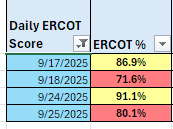 Daily ERCOT
Score ERCOT %
9/17/2025 86.9%
9/18/2025 71.6%
9/24/2025 91.1%
9/25/2025 80.1%